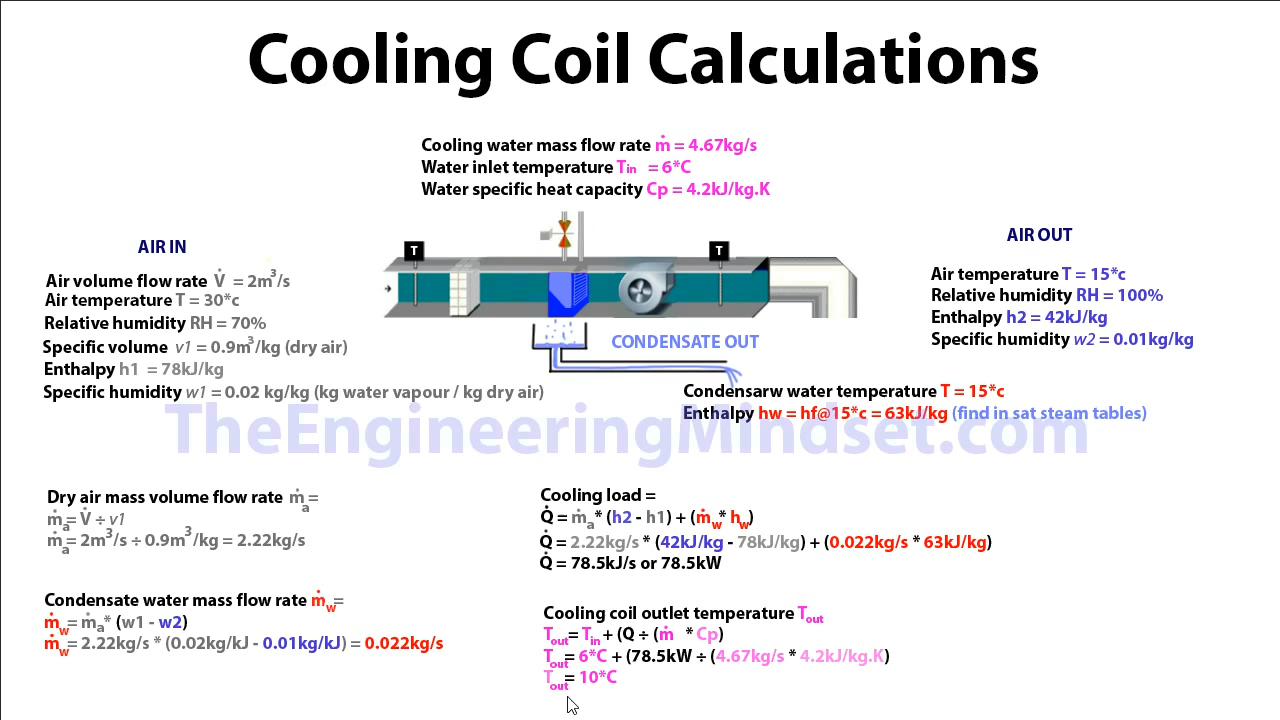 Cooling Coil Calculations
Cooling water mass flow rate ṁ = 4.67kg/s
Water inlet temperature Tin = 6*C
Water specific heat capacity Cp = 4.2kJ/kg.K
AIR IN
Air volume flow rate V̇ = 2m³/s
Air temperature T = 30*c
Relative humidity RH = 70%
Specific volume v1 = 0.9m³/kg (dry air)
Enthalpy h1 = 78kJ/kg
Specific humidity w1 = 0.02 kg/kg (kg water vapour / kg dry air)
T
T
CONDENSATE OUT
AIR OUT
Air temperature T = 15*c
Relative humidity RH = 100%
Enthalpy h2 = 42kJ/kg
Specific humidity w2 = 0.01kg/kg
Condensarw water temperature T = 15*c
Enthalpy hw = hf@15*c = 63kJ/kg (find in sat steam tables)
TheEngineeringMindset.com
Dry air mass volume flow rate ṁa=
ṁa= V̇ ÷ v1
ṁa= 2m³/s ÷ 0.9m³/kg = 2.22kg/s
Condensate water mass flow rate ṁw=
ṁw= ṁa* (w1 - w2)
ṁw= 2.22kg/s * (0.02kg/kJ - 0.01kg/kJ) = 0.022kg/s
Cooling load =
Q̇ = ṁa* (h2 - h1) + (ṁw* hw)
Q̇ = 2.22kg/s * (42kJ/kg - 78kJ/kg) + (0.022kg/s * 63kJ/kg)
Q̇ = 78.5kJ/s or 78.5kW
Cooling coil outlet temperature Tout
Tout= Tin + (Q ÷ (ṁ * Cp)
Tout= 6*C + (78.5kW ÷ (4.67kg/s * 4.2kJ/kg.K)
Tout= 10*C